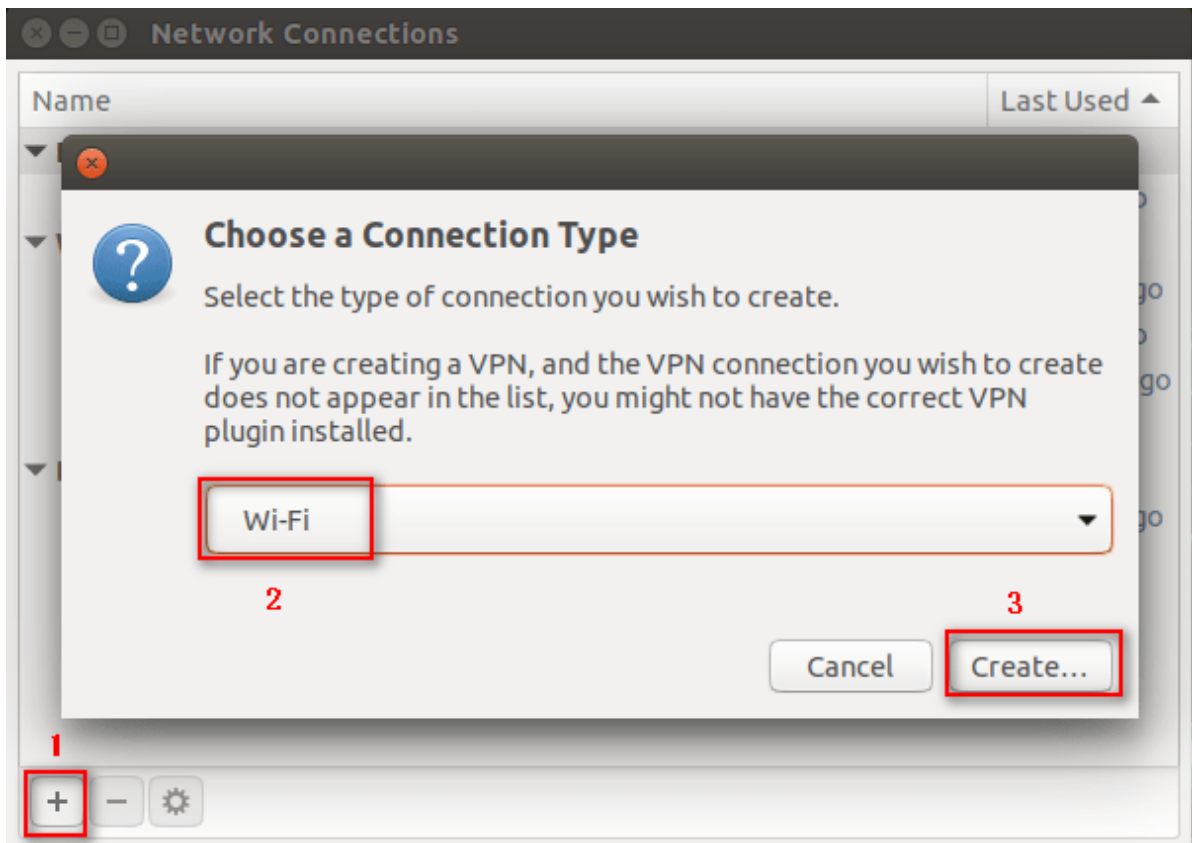 Network Connections
Name
Last Used
Choose a Connection Type
Select the type of connection you wish to create.
If you are creating a VPN, and the VPN connection you wish to create
does not appear in the list, you might not have the correct VPN
plugin installed.
Wi-Fi
2
3
Cancel
Create...
1
+
−